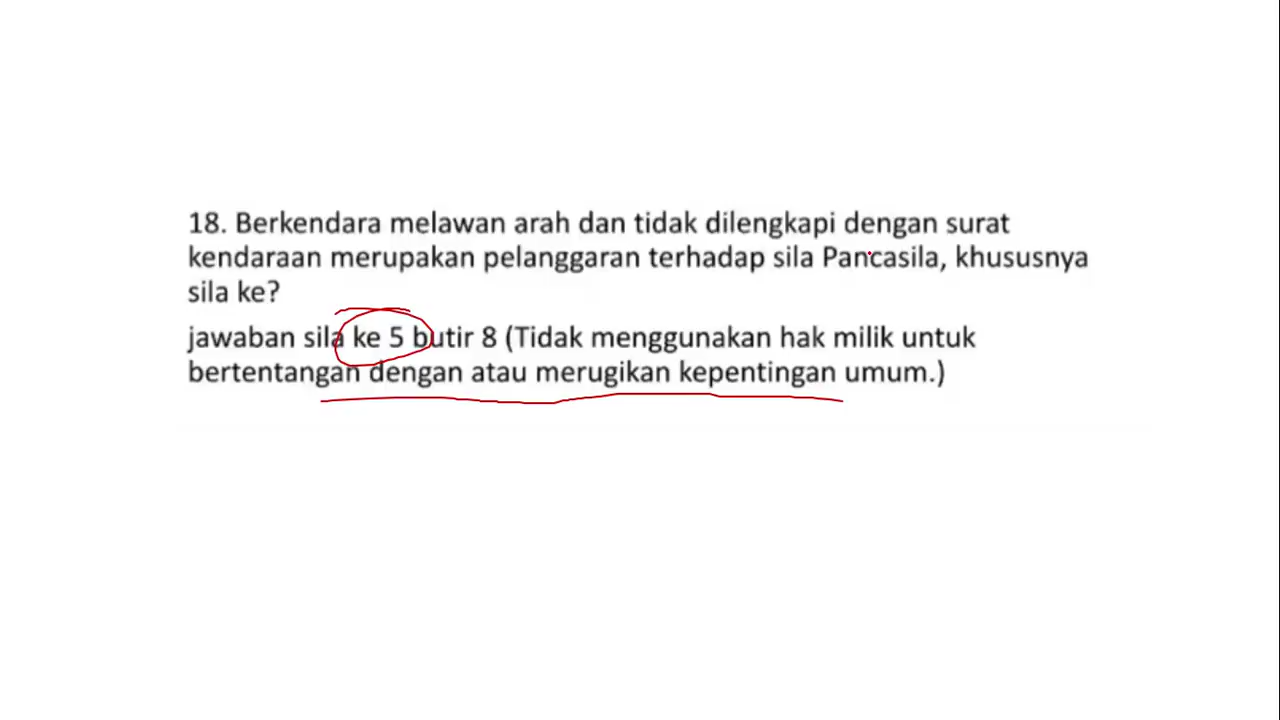 18. Berkendara melawan arah dan tidak dilengkapi dengan surat
kendaraan merupakan pelanggaran terhadap sila Pancasila, khususnya
sila ke?
jawaban sila ke 5 butir 8 (Tidak menggunakan hak milik untuk
bertentangan dengan atau merugikan kepentingan umum.)